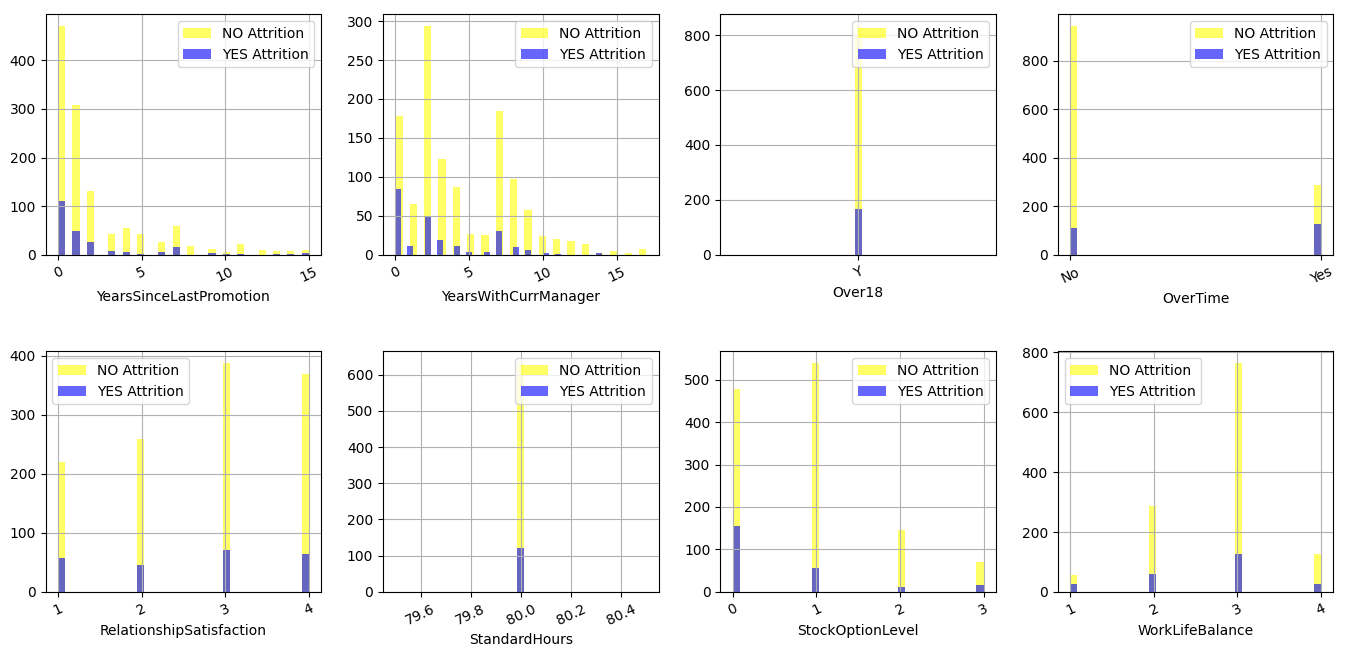 NO Attrition
YES Attrition
400
300
200
100
0
0 5 10 15
YearsSinceLastPromotion
NO Attrition
YES Attrition
300
250
200
150
100
50
0
0 5 10 15
YearsWithCurrManager
NO Attrition
YES Attrition
800
600
400
200
0
Y
Over18
NO Attrition
YES Attrition
800
600
400
200
0
No Yes
OverTime
NO Attrition
YES Attrition
400
300
200
100
0
1 2 3 4
RelationshipSatisfaction
NO Attrition
YES Attrition
600
500
400
300
200
100
0
79.6 79.8 80.0 80.2 80.4
StandardHours
NO Attrition
YES Attrition
500
400
300
200
100
0
0 1 2 3
StockOptionLevel
NO Attrition
YES Attrition
800
600
400
200
0
1 2 3 4
WorkLifeBalance